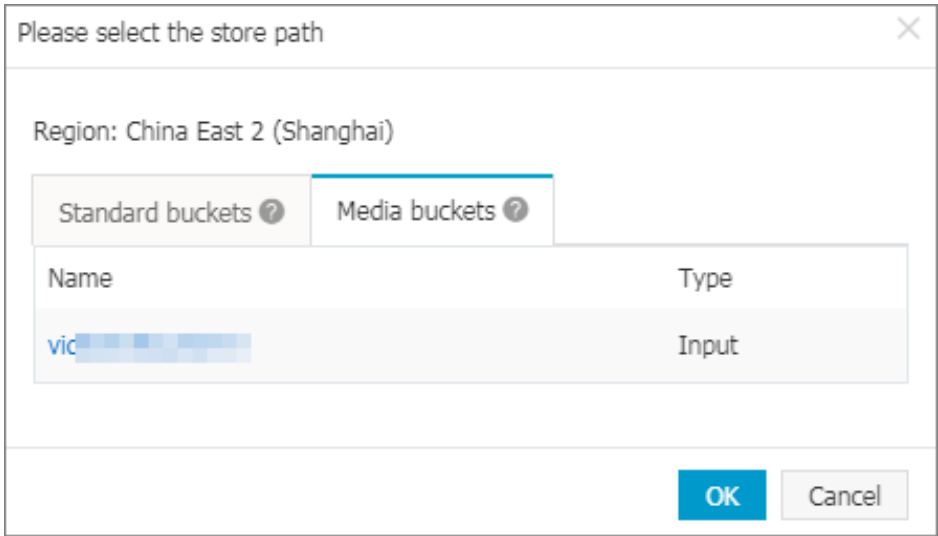 Please select the store path
Region: China East 2 (Shanghai)
Standard buckets ? Media buckets ?
Name Type
Input
OK Cancel